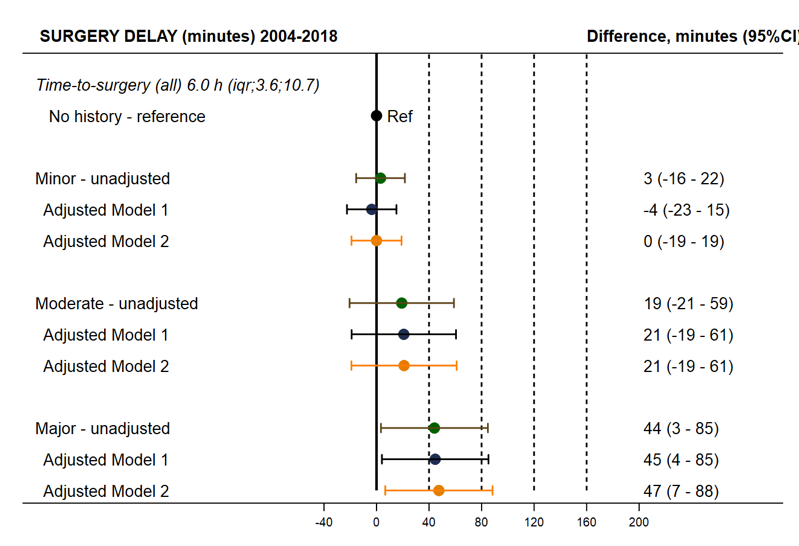 SURGERY DELAY (minutes) 2004-2018 Difference, minutes (95%CI)
Time-to-surgery (all) 6.0 h (iqr;3.6;10.7)
No history - reference Ref
Minor - unadjusted 3 (-16 - 22)
Adjusted Model 1 -4 (-23 - 15)
Adjusted Model 2 0 (-19 - 19)
Moderate - unadjusted 19 (-21 - 59)
Adjusted Model 1 21 (-19 - 61)
Adjusted Model 2 21 (-19 - 61)
Major - unadjusted 44 (3 - 85)
Adjusted Model 1 45 (4 - 85)
Adjusted Model 2 47 (7 - 88)
-40 0 40 80 120 160 200